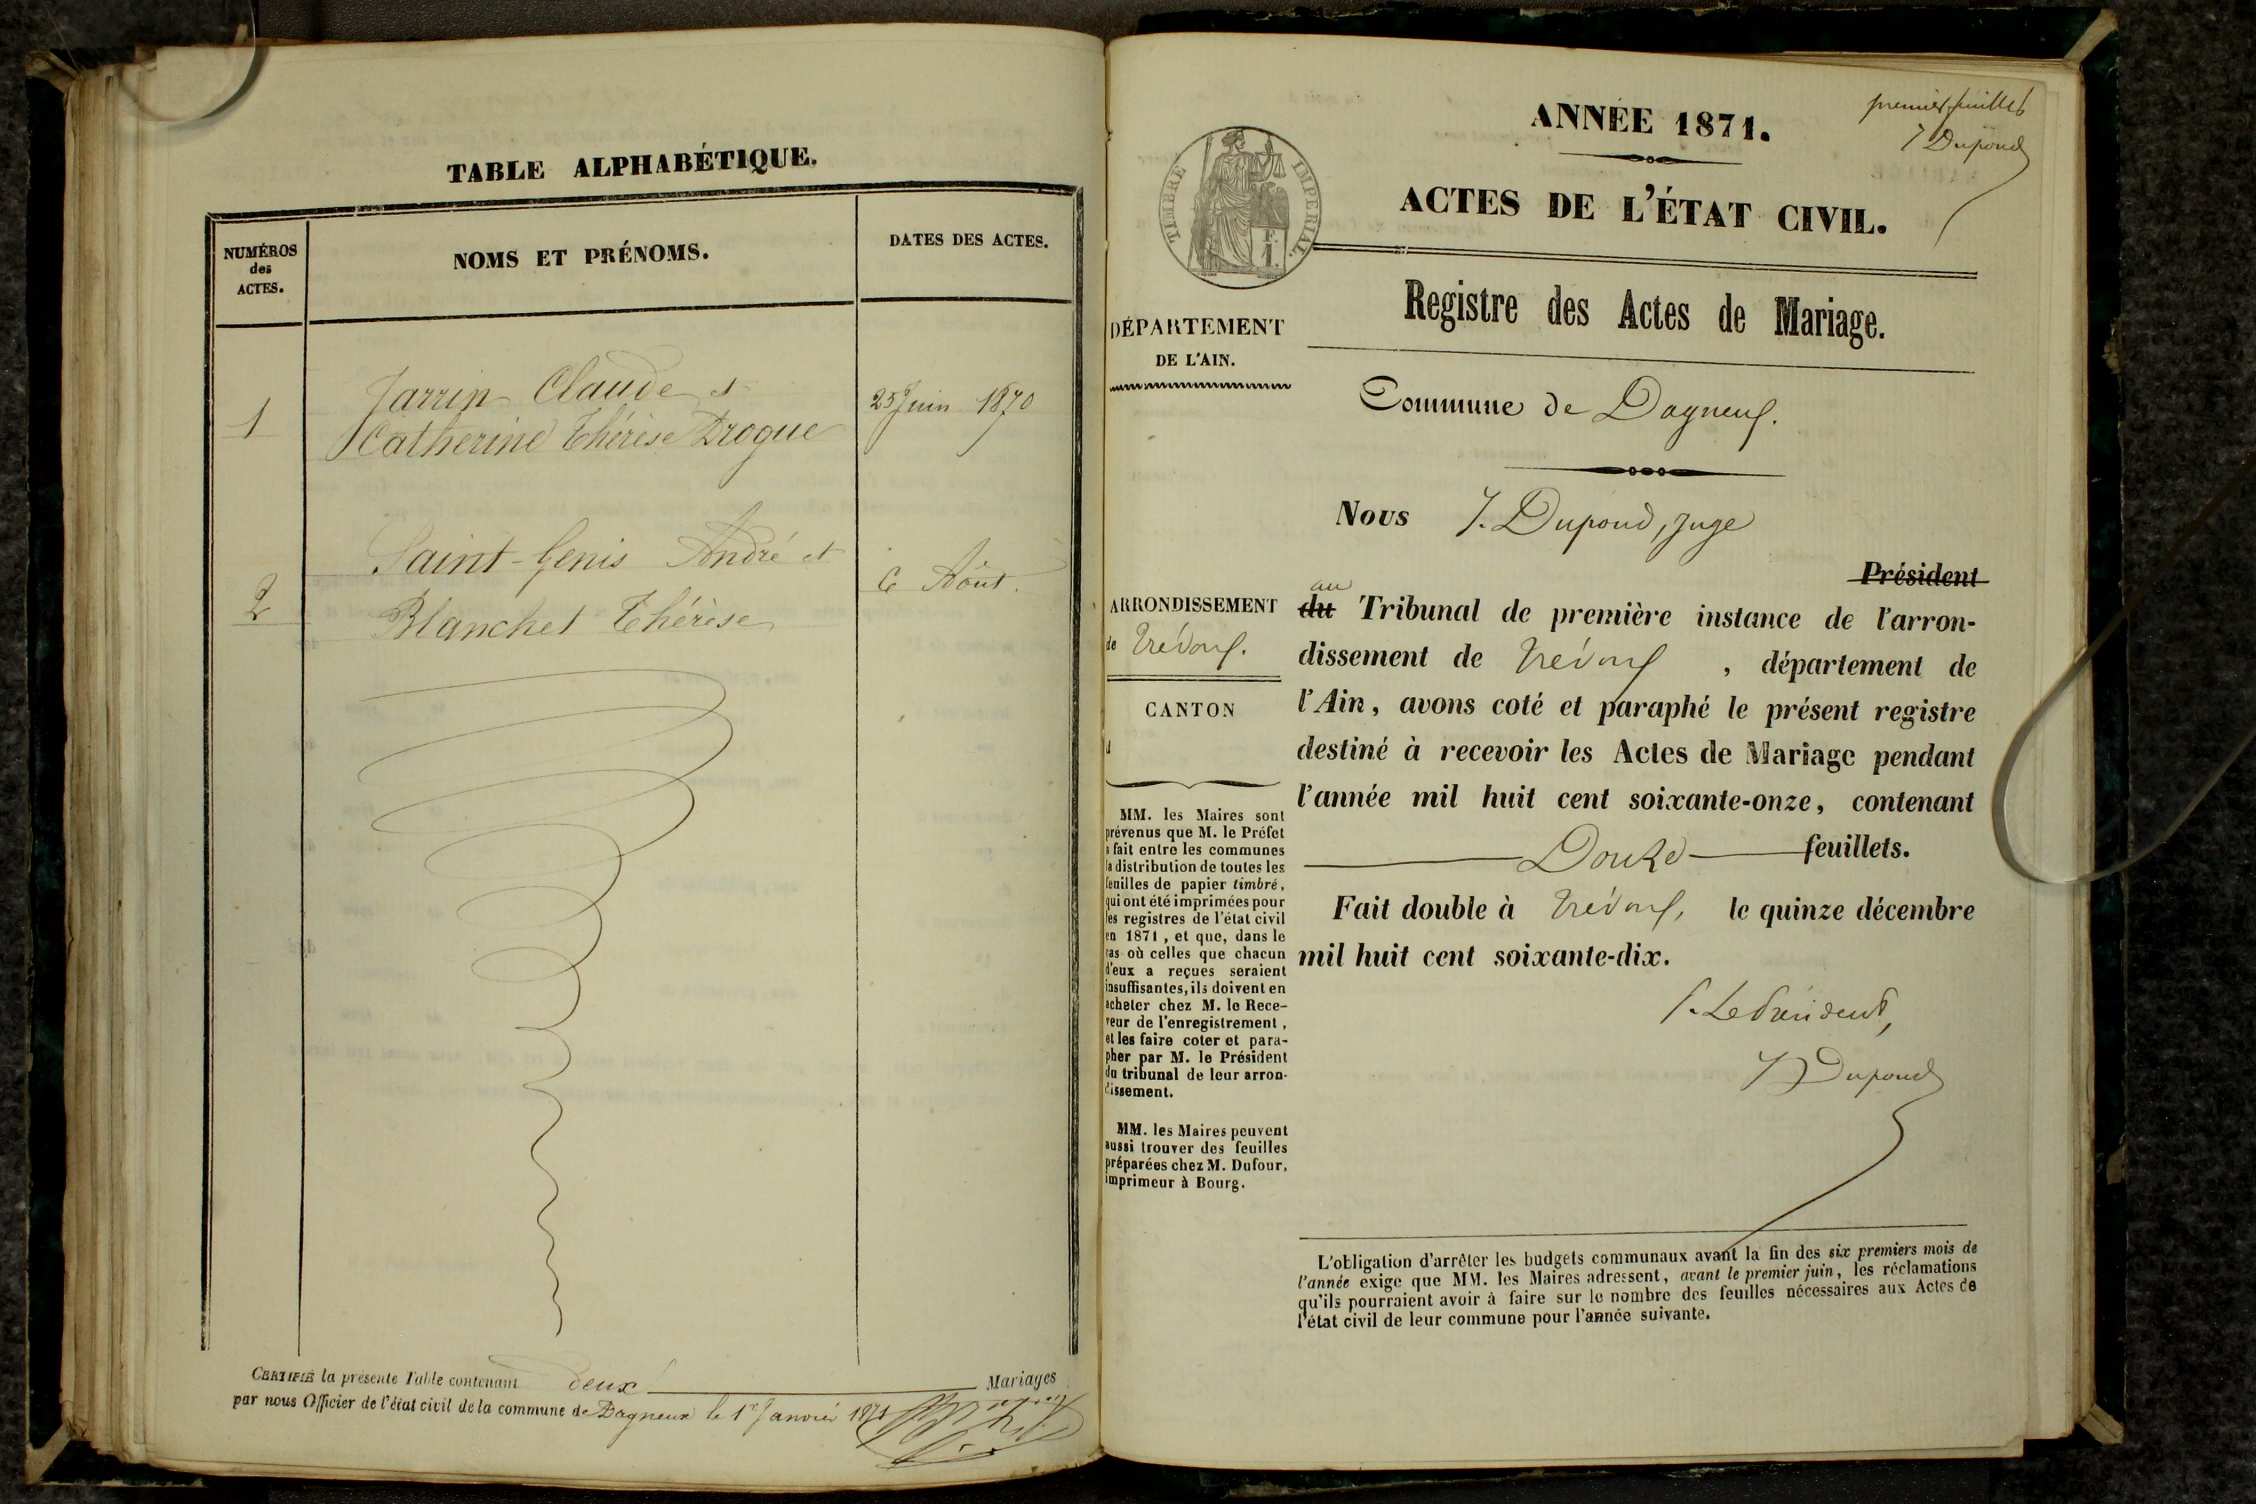 TABLE ALPHABÉTIQUE.
NUMÉROS
des
ACTES.
NOMS ET PRÉNOMS.
DATES DES ACTES.
1
Jarrin Claude et
Catherine Thérèse Drogue
25 Juin 1870
2
Saint-Genis André et
Blanchet Thérèse
6 Août.
CERTIFIÉ la présente Table contenant deux Mariages
par nous Officier de l'état civil de la commune de Dagneux le 1er Janvier 1871
premier feuillet
J Dupond
ANNÉE 1871.
TIMBRE IMPERIAL.
F.
1.
ACTES DE L'ÉTAT CIVIL.
Registre des Actes de Mariage.
DÉPARTEMENT
DE L'AIN.
Commune de Dagneux.
Nous J. Dupond, juge
Président
au
du Tribunal de première instance de l'arron-
dissement de Trévoux , département de
l'Ain, avons coté et paraphé le présent registre
destiné à recevoir les Actes de Mariage pendant
l'année mil huit cent soixante-onze, contenant
Douze feuillets.
Fait double à Trévoux, le quinze décembre
mil huit cent soixante-dix.
P. Le Président,
J Dupond
ARRONDISSEMENT
de Trévoux.
CANTON
d
MM. les Maires sont
prévenus que M. le Préfet
a fait entre les communes
la distribution de toutes les
feuilles de papier timbré,
qui ont été imprimées pour
les registres de l'état civil
en 1871, et que, dans le
cas où celles que chacun
d'eux a reçues seraient
insuffisantes, ils doivent en
acheter chez M. le Rece-
veur de l'enregistrement,
et les faire coter et para-
pher par M. le Président
du tribunal de leur arron-
dissement.
MM. les Maires peuvent
aussi trouver des feuilles
préparées chez M. Dufour,
imprimeur à Bourg.
L'obligation d'arrêter les budgets communaux avant la fin des six premiers mois de
l'année exige que MM. les Maires adressent, avant le premier juin, les réclamations
qu'ils pourraient avoir à faire sur le nombre des feuilles nécessaires aux Actes de
l'état civil de leur commune pour l'année suivante.